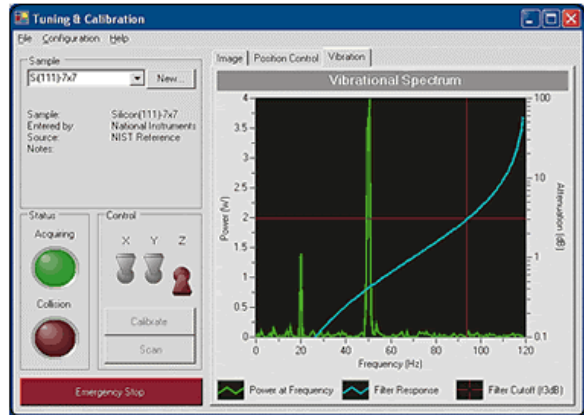 Tuning & Calibration
File Configuration Help
Sample
Si(111)-7x7
New...
Sample: Silicon(111)-7x7
Entered by National Instruments
Source: NIST Reference
Notes:
Status
Acquiring
Collision
Control
X Y Z
Calibrate
Scan
Emergency Stop
Image Position Control Vibration
Vibrational Spectrum
Power (W)
4
3.5
3
2.5
2
1.5
1
0.5
0
Attenuation (dB)
100
10
1
0.1
0 20 40 60 80 100 120
Frequency (Hz)
Power at Frequency Filter Response Filter Cutoff (f3dB)